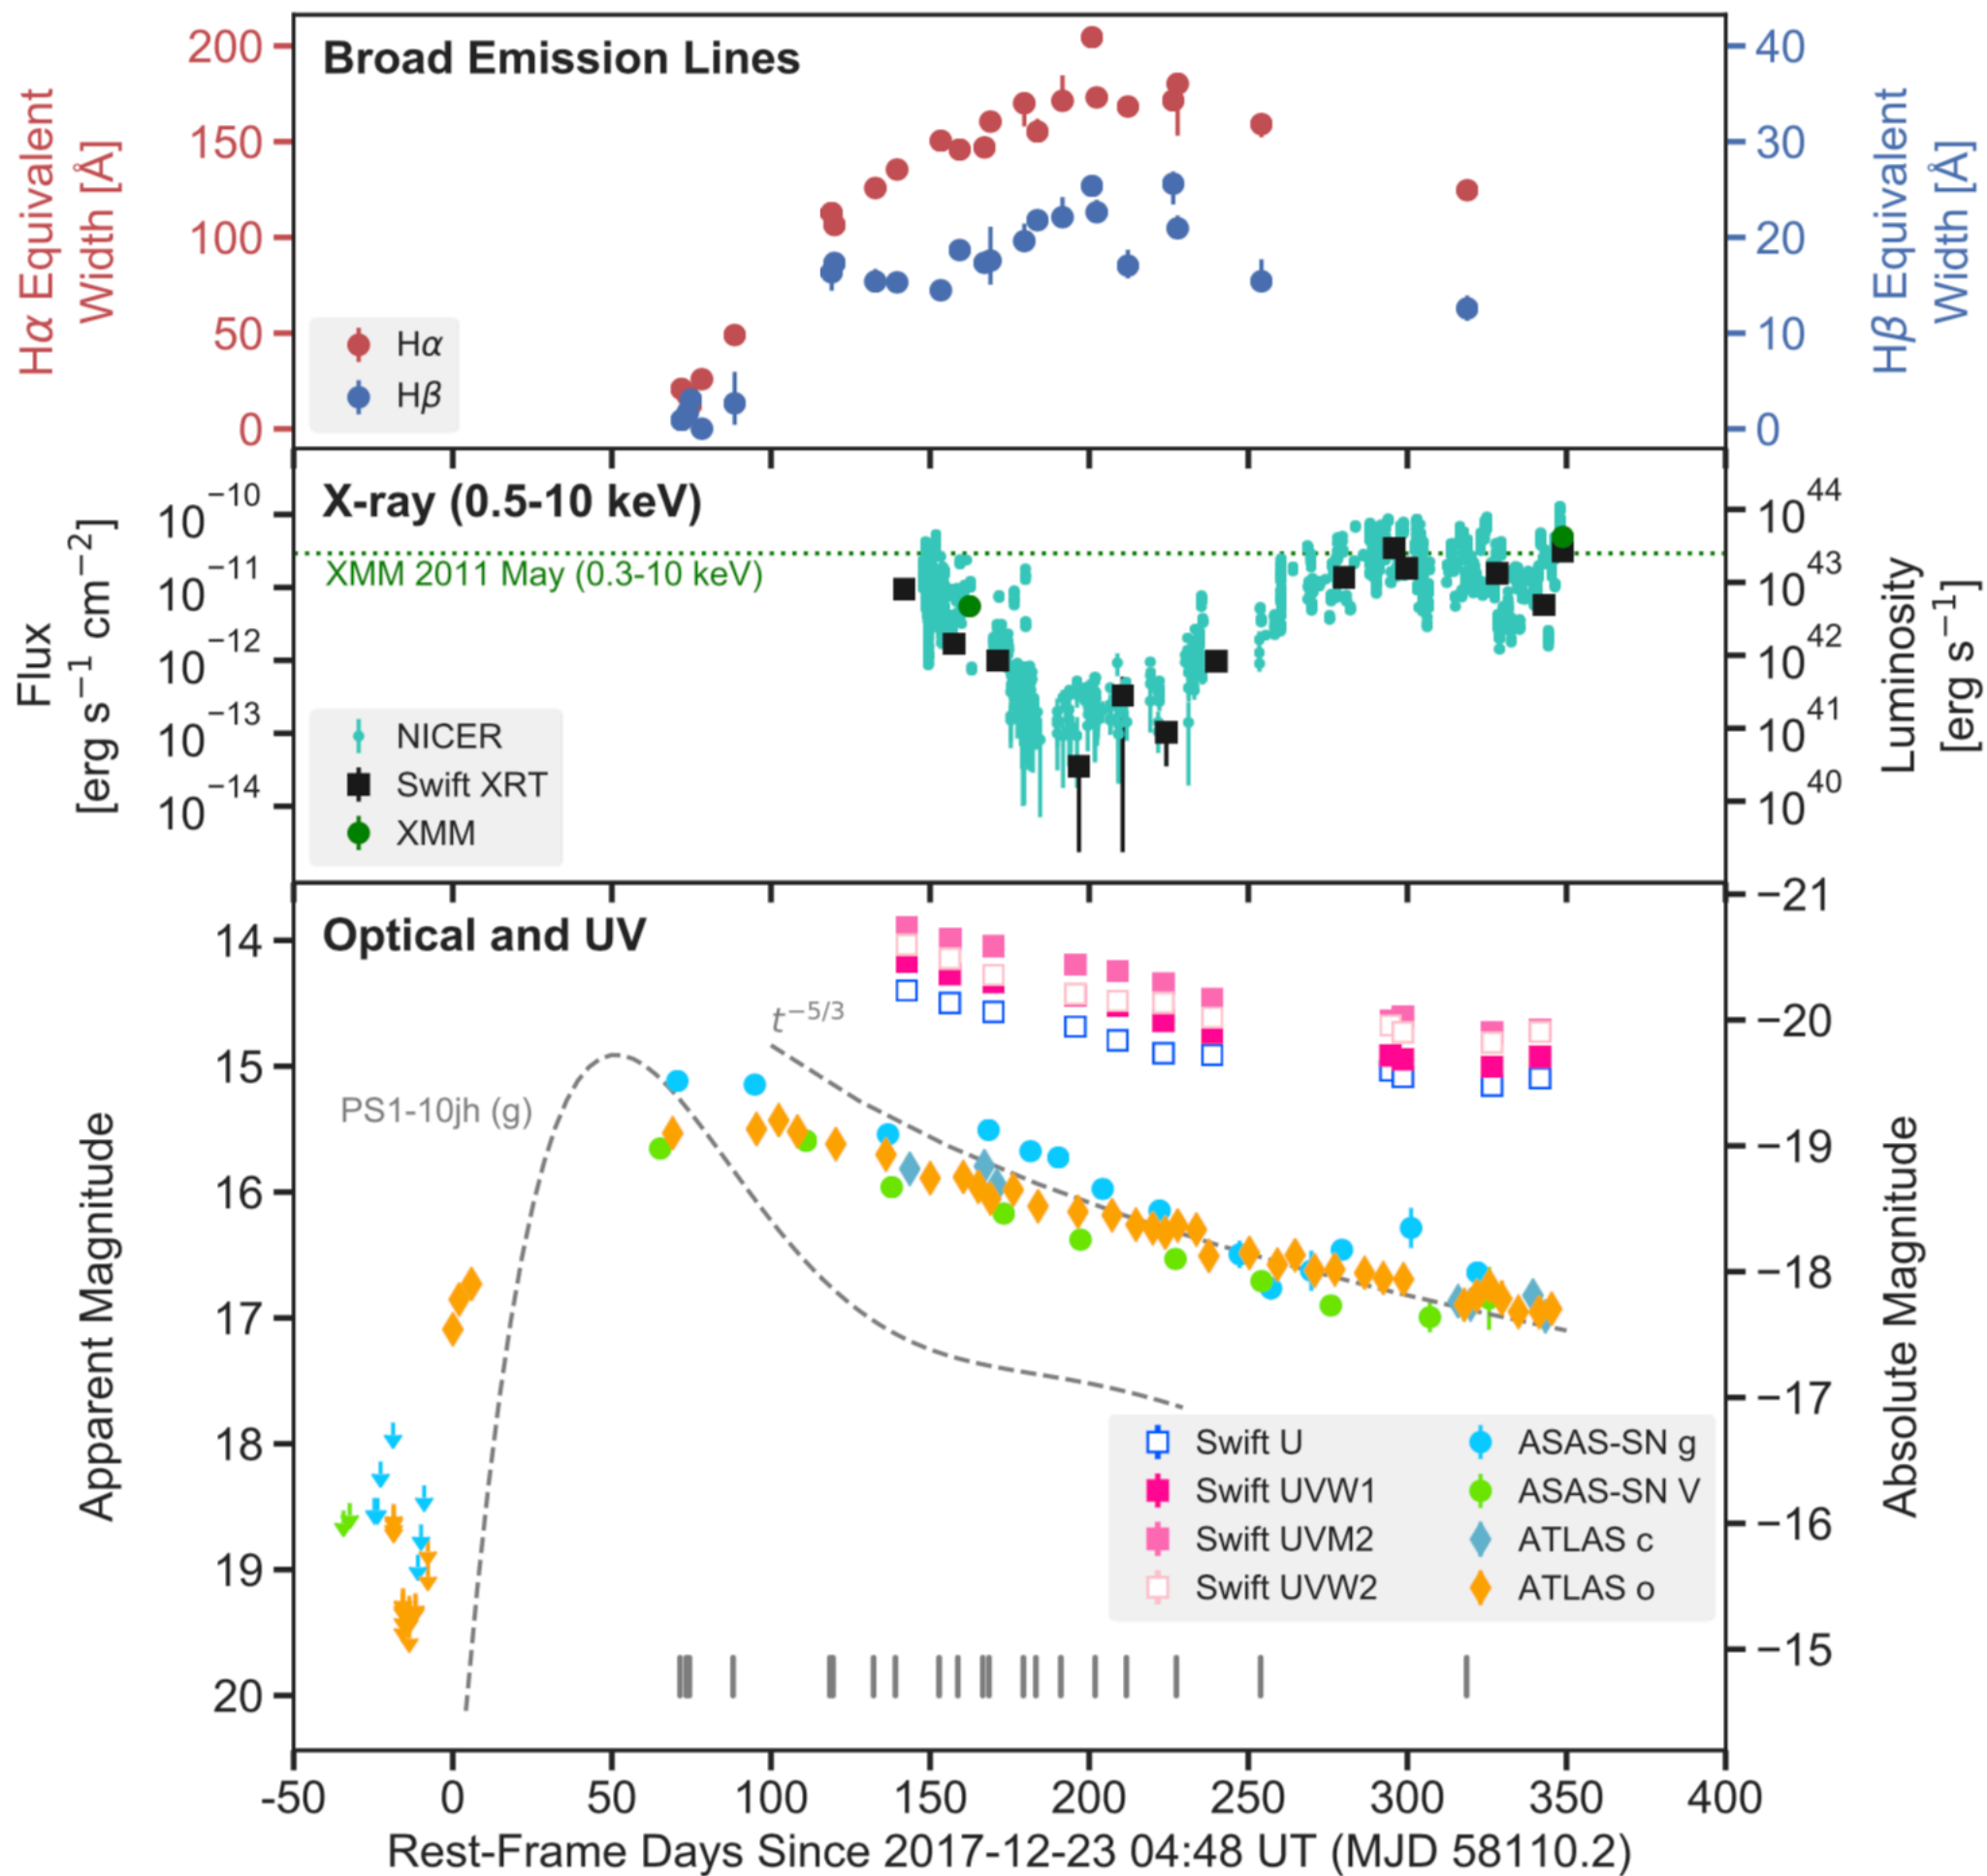 Broad Emission Lines
Hα Equivalent
Width [Å]
200
150
100
50
0
Hα
Hβ
40
30
20
10
0
Hβ Equivalent
Width [Å]
X-ray (0.5-10 keV)
XMM 2011 May (0.3-10 keV)
Flux
[erg s⁻¹ cm⁻²]
10⁻¹⁰
10⁻¹¹
10⁻¹²
10⁻¹³
10⁻¹⁴
NICER
Swift XRT
XMM
10⁴⁴
10⁴³
10⁴²
10⁴¹
10⁴⁰
Luminosity
[erg s⁻¹]
Optical and UV
Apparent Magnitude
14
15
16
17
18
19
20
t⁻⁵/³
PS1-10jh (g)
Swift U
Swift UVW1
Swift UVM2
Swift UVW2
ASAS-SN g
ASAS-SN V
ATLAS c
ATLAS o
−21
−20
−19
−18
−17
−16
−15
Absolute Magnitude
-50 0 50 100 150 200 250 300 350 400
Rest-Frame Days Since 2017-12-23 04:48 UT (MJD 58110.2)